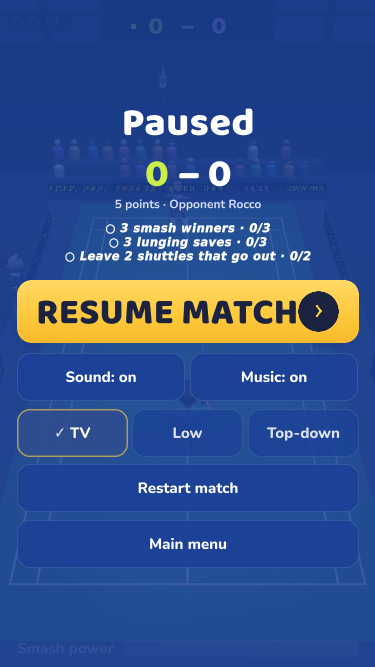 0 – 0
Paused
0 – 0
5 points · Opponent Rocco
○ 3 smash winners · 0/3
○ 3 lunging saves · 0/3
○ Leave 2 shuttles that go out · 0/2
RESUME MATCH ›
Sound: on
Music: on
✓ TV
Low
Top-down
Restart match
Main menu
Smash power